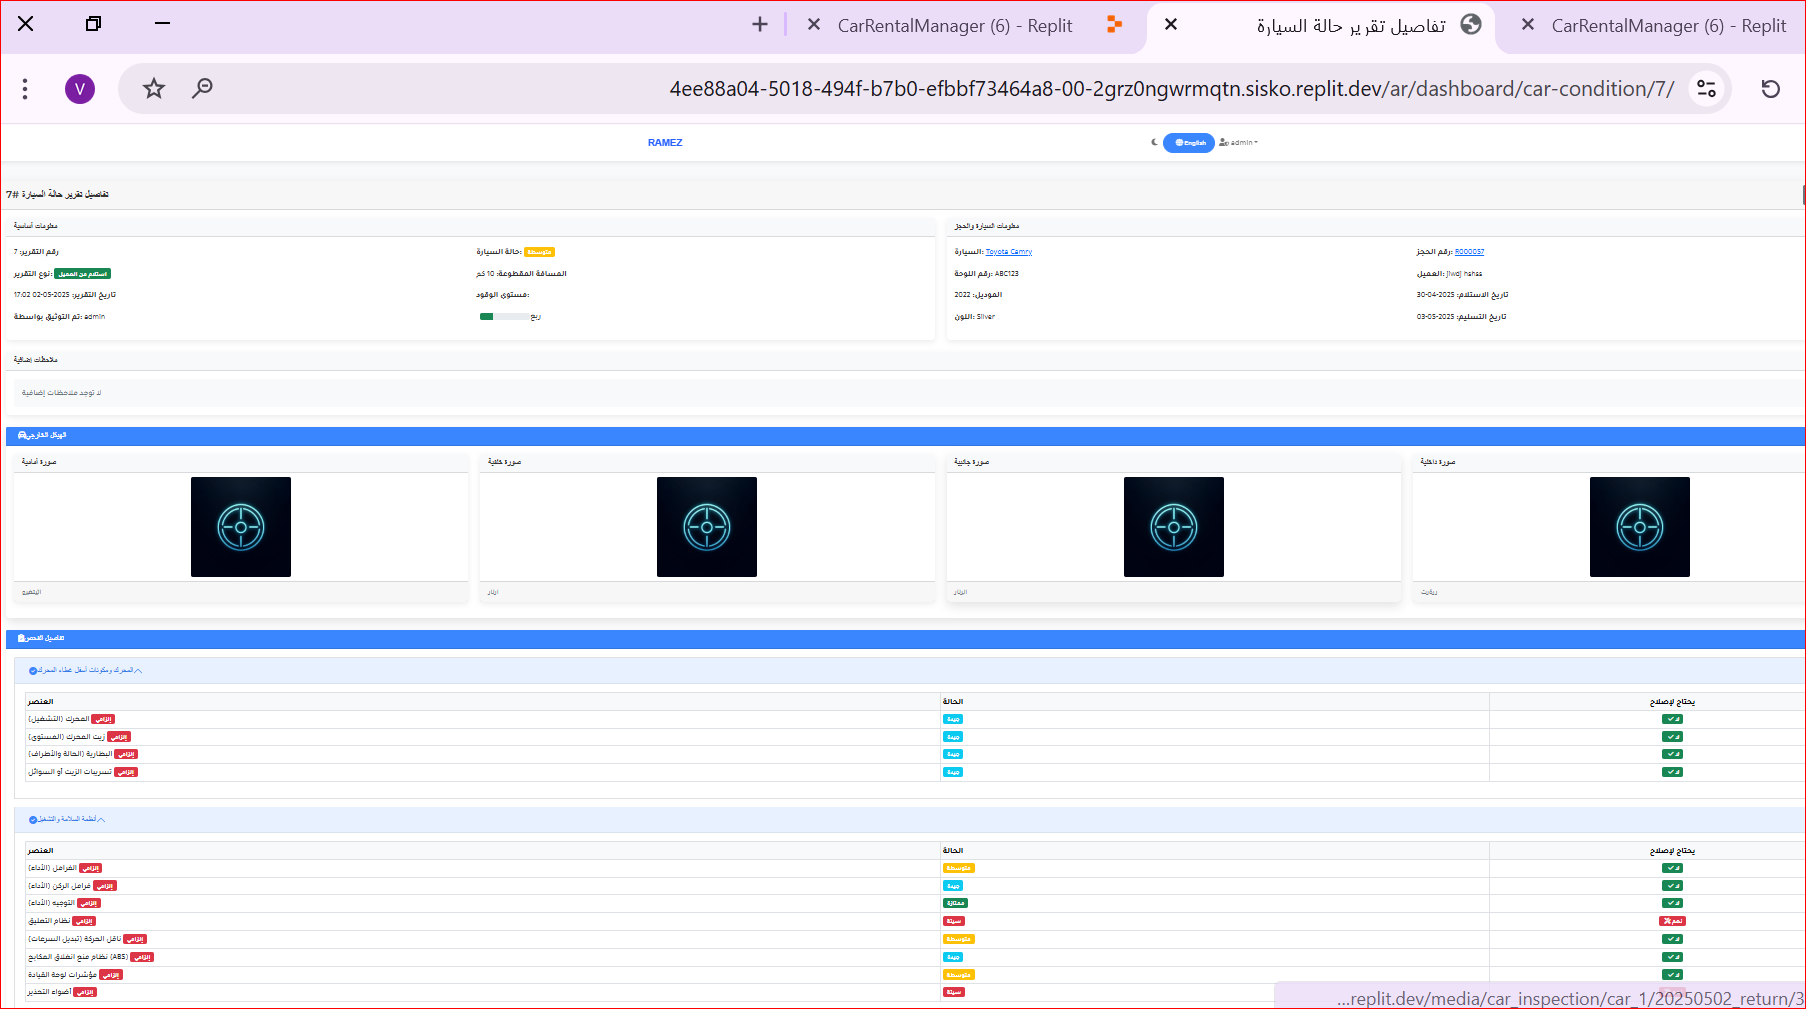 CarRentalManager (6) - Replit
تفاصيل تقرير حالة السيارة
CarRentalManager (6) - Replit
V
4ee88a04-5018-494f-b7b0-efbbf73464a8-00-2grz0ngwrmqtn.sisko.replit.dev/ar/dashboard/car-condition/7/
RAMEZ
English
admin
تفاصيل تقرير حالة السيارة #7
معلومات أساسية
رقم التقرير: 7
حالة السيارة: متوسطة
نوع التقرير: استلام من العميل
المسافة المقطوعة: 10 كم
تاريخ التقرير: 2025-05-02 17:02
مستوى الوقود:
تم التوثيق بواسطة: admin
ربع
معلومات السيارة والحجز
السيارة: Toyota Camry
رقم الحجز: R000057
رقم اللوحة: ABC123
العميل: jlwdj hshss
الموديل: 2022
تاريخ الاستلام: 2025-04-30
اللون: Silver
تاريخ التسليم: 2025-05-03
ملاحظات إضافية
لا توجد ملاحظات إضافية
الهيكل الخارجي
صورة أمامية
صورة خلفية
صورة جانبية
صورة داخلية
تفاصيل الفحص
المحرك ومكونات أسفل غطاء المحرك
العنصر الحالة يحتاج لإصلاح
المحرك (التشغيل) إلزامي جيدة لا
زيت المحرك (المستوى) إلزامي جيدة لا
البطارية (الحالة والأطراف) إلزامي جيدة لا
تسريبات الزيت أو السوائل إلزامي جيدة لا
أنظمة السلامة والتشغيل
العنصر الحالة يحتاج لإصلاح
الفرامل (الأداء) إلزامي متوسطة لا
فرامل الركن (الأداء) إلزامي جيدة لا
التوجيه (الأداء) إلزامي ممتازة لا
نظام التعليق إلزامي سيئة نعم
ناقل الحركة (تبديل السرعات) إلزامي متوسطة لا
نظام منع انغلاق المكابح (ABS) إلزامي جيدة لا
مؤشرات لوحة القيادة إلزامي متوسطة لا
أضواء التحذير إلزامي سيئة
...replit.dev/media/car_inspection/car_1/20250502_return/3